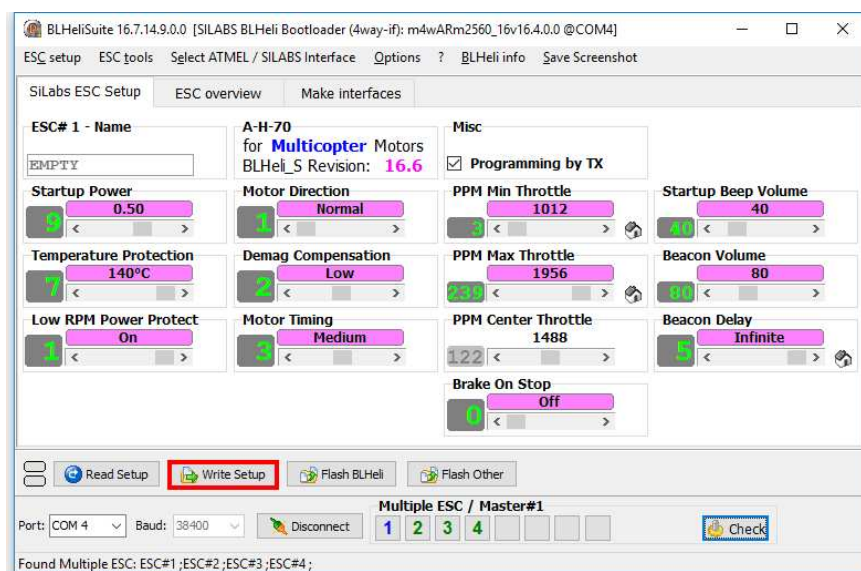 BLHeliSuite 16.7.14.9.0.0 [SILABS BLHeli Bootloader (4way-if): m4wARm2560_16v16.4.0.0 @COM4]
ESC setup ESC tools Select ATMEL / SILABS Interface Options ? BLHeli info Save Screenshot
SiLabs ESC Setup ESC overview Make interfaces
ESC# 1 - Name A-H-70 Misc
for Multicopter Motors
EMPTY BLHeli_S Revision: 16.6 Programming by TX
Startup Power Motor Direction PPM Min Throttle Startup Beep Volume
0.50 Normal 1012 40
9 1 3 40
Temperature Protection Demag Compensation PPM Max Throttle Beacon Volume
140ºC Low 1956 80
7 2 239 80
Low RPM Power Protect Motor Timing PPM Center Throttle Beacon Delay
On Medium 1488 Infinite
1 3 122 5
Brake On Stop
Off
0
Read Setup Write Setup Flash BLHeli Flash Other
Multiple ESC / Master#1
Port: COM 4 Baud: 38400 Disconnect 1 2 3 4 Check
Found Multiple ESC: ESC#1 ;ESC#2 ;ESC#3 ;ESC#4 ;